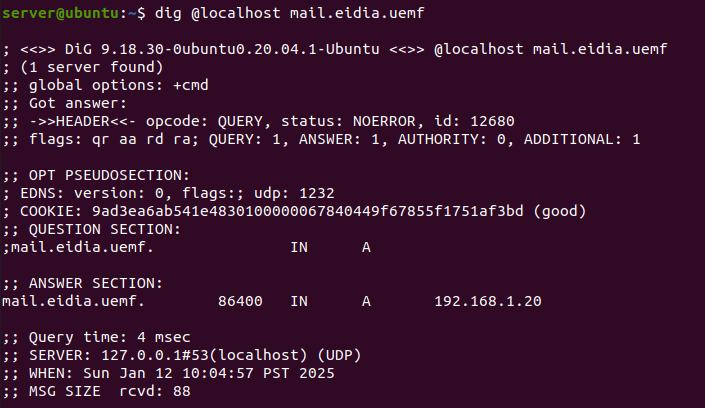 server@ubuntu:~$ dig @localhost mail.eidia.uemf
; <<>> DiG 9.18.30-0ubuntu0.20.04.1-Ubuntu <<>> @localhost mail.eidia.uemf
; (1 server found)
;; global options: +cmd
;; Got answer:
;; ->>HEADER<<- opcode: QUERY, status: NOERROR, id: 12680
;; flags: qr aa rd ra; QUERY: 1, ANSWER: 1, AUTHORITY: 0, ADDITIONAL: 1
;; OPT PSEUDOSECTION:
; EDNS: version: 0, flags:; udp: 1232
; COOKIE: 9ad3ea6ab541e4830100000067840449f67855f1751af3bd (good)
;; QUESTION SECTION:
;mail.eidia.uemf. IN A
;; ANSWER SECTION:
mail.eidia.uemf. 86400 IN A 192.168.1.20
;; Query time: 4 msec
;; SERVER: 127.0.0.1#53(localhost) (UDP)
;; WHEN: Sun Jan 12 10:04:57 PST 2025
;; MSG SIZE rcvd: 88